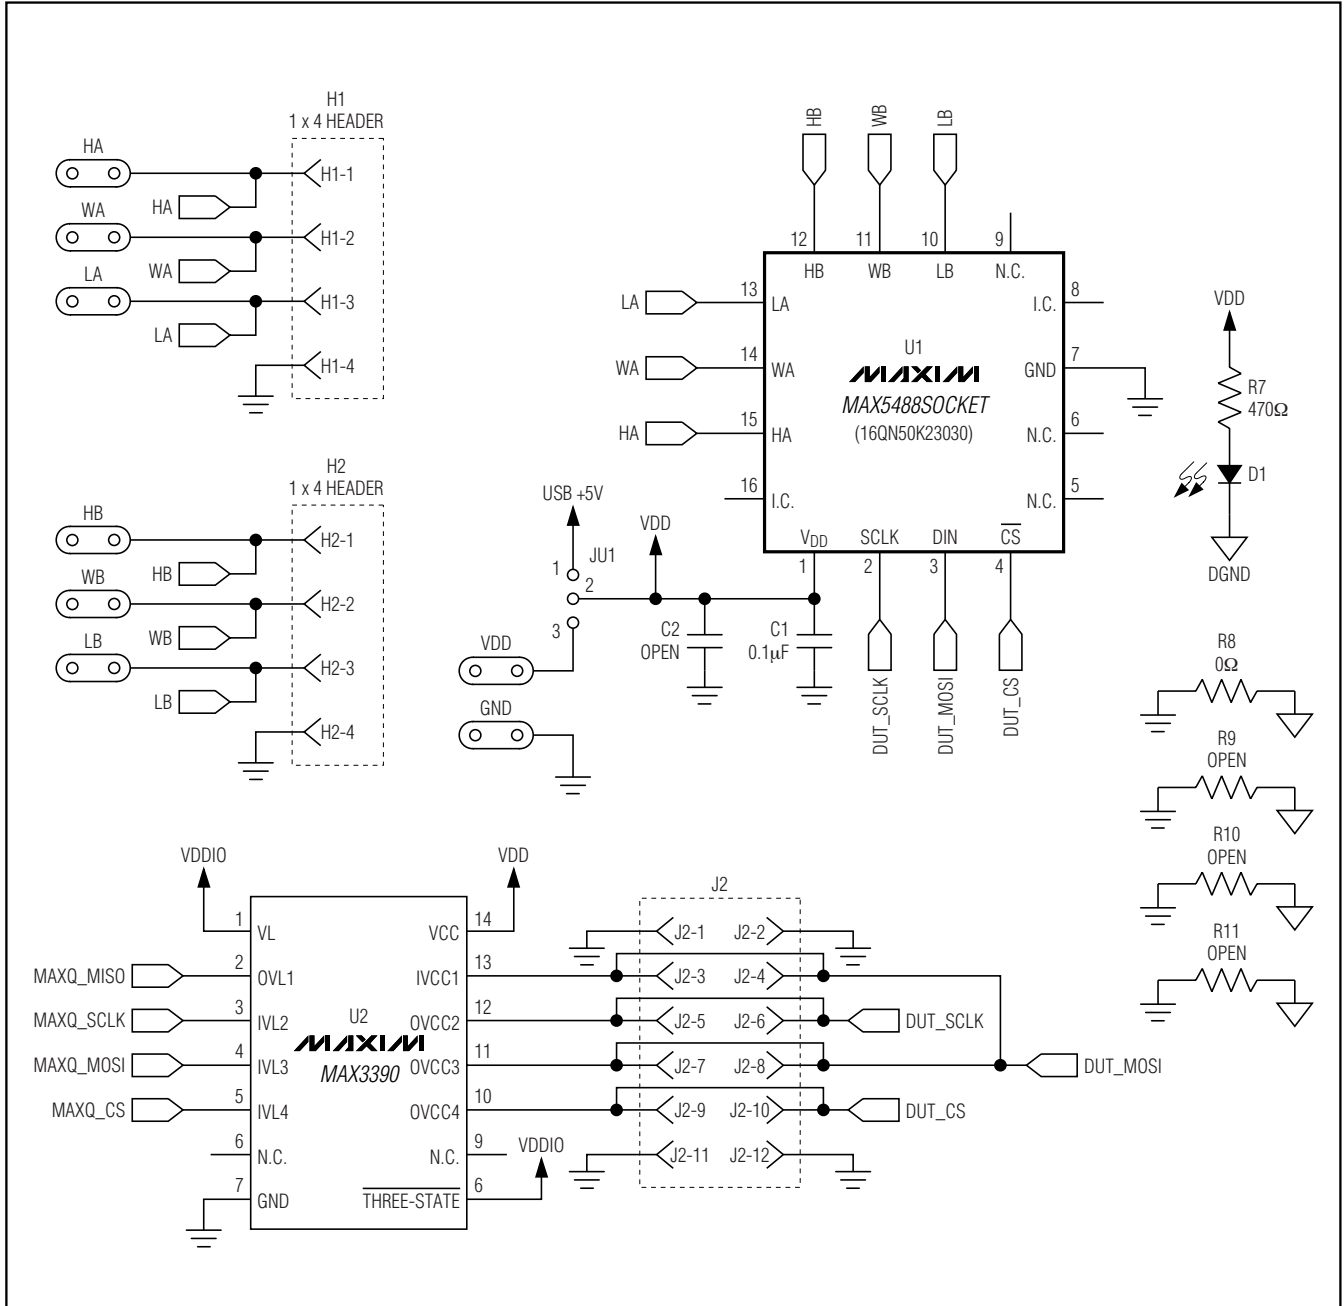 H1
1 x 4 HEADER
HA
H1-1
HA
WA
H1-2
WA
LA
H1-3
LA
H1-4
H2
1 x 4 HEADER
HB
H2-1
HB
WB
H2-2
WB
LB
H2-3
LB
H2-4
HB
WB
LB
12
11
10
9
HB
WB
LB
N.C.
LA
13
LA
I.C.
8
WA
14
WA
GND
7
HA
15
HA
N.C.
6
16
I.C.
N.C.
5
U1
MAXIM
MAX5488SOCKET
(16QN50K23030)
VDD
SCLK
DIN
CS
1
2
3
4
DUT_SCLK
DUT_MOSI
DUT_CS
USB +5V
VDD
JU1
1
2
3
C2
OPEN
C1
0.1µF
VDD
GND
VDD
R7
470Ω
D1
DGND
R8
0Ω
R9
OPEN
R10
OPEN
R11
OPEN
VDDIO
VDD
1
VL
VCC
14
MAXQ_MISO
2
OVL1
IVCC1
13
MAXQ_SCLK
3
IVL2
OVCC2
12
U2
MAXIM
MAX3390
MAXQ_MOSI
4
IVL3
OVCC3
11
MAXQ_CS
5
IVL4
OVCC4
10
6
N.C.
N.C.
9
VDDIO
7
GND
THREE-STATE
6
J2
J2-1 J2-2
J2-3 J2-4
J2-5 J2-6
DUT_SCLK
J2-7 J2-8
DUT_MOSI
J2-9 J2-10
DUT_CS
J2-11 J2-12